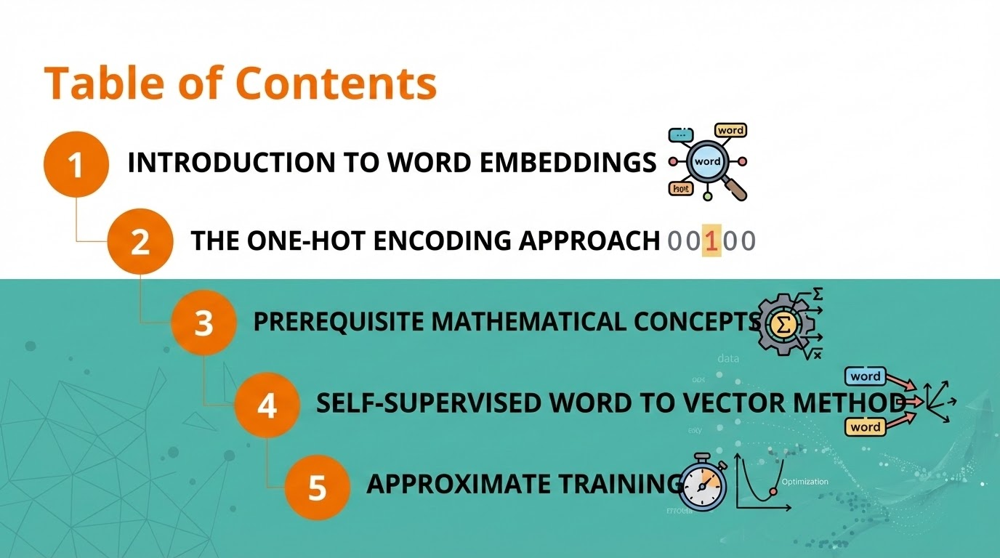 Table of Contents
1 INTRODUCTION TO WORD EMBEDDINGS
...
word
word
2 THE ONE-HOT ENCODING APPROACH 00100
3 PREREQUISITE MATHEMATICAL CONCEPTS
Σ
Σ
√x
data
4 SELF-SUPERVISED WORD TO VECTOR METHOD
word
word
5 APPROXIMATE TRAINING
Optimization